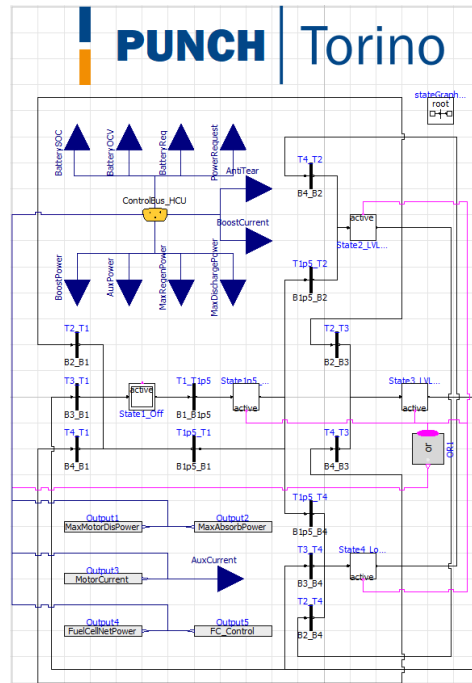 PUNCH Torino
stateGraph...
root
BatterySOC
BatteryOCV
BatteryReq
PowerRequest
T4_T2
AntiTear
B4_B2
ControlBus_HCU
active
BoostCurrent
State2_LVL...
BoostPower
AuxPower
MaxRegenPower
MaxDischargePower
T1p5_T2
B1p5_B2
T2_T1
T2_T3
B2_B1
B2_B3
T3_T1
active
T1_T1p5
State1p5_...
State3_LVL...
B3_B1
State1_Off
B1_B1p5
active
active
T4_T1
T1p5_T1
T4_T3
or
OR1
B4_B1
B1p5_B1
B4_B3
T1p5_T4
Output1
Output2
MaxMotorDisPower
MaxAbsorbPower
B1p5_B4
T3_T4
State4_Lo...
Output3
AuxCurrent
MotorCurrent
B3_B4
active
T2_T4
Output4
Output5
FuelCellNetPower
FC_Control
B2_B4